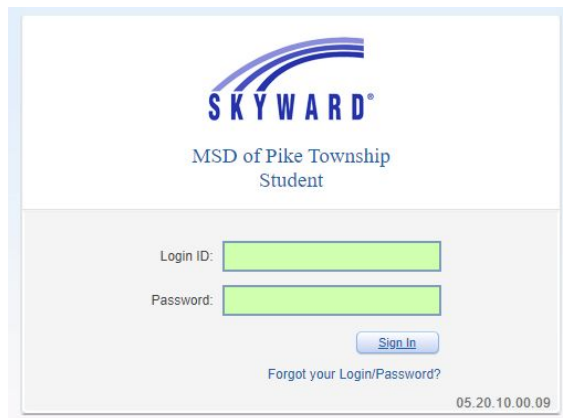 SKYWARD®
MSD of Pike Township
Student
Login ID:
Password:
Sign In
Forgot your Login/Password?
05.20.10.00.09